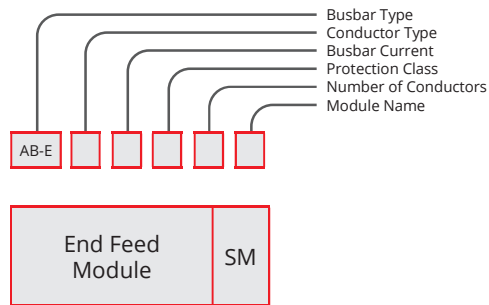 Busbar Type
Conductor Type
Busbar Current
Protection Class
Number of Conductors
Module Name
AB-E
End Feed
Module
SM